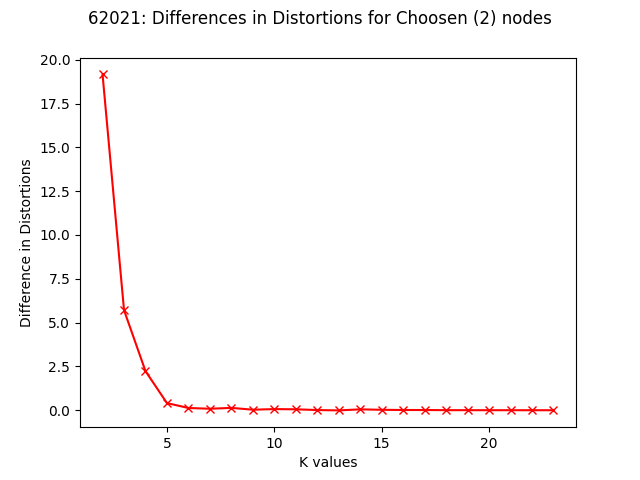 62021: Differences in Distortions for Choosen (2) nodes
20.0
17.5
15.0
12.5
10.0
7.5
5.0
2.5
0.0
Difference in Distortions
5 10 15 20
K values